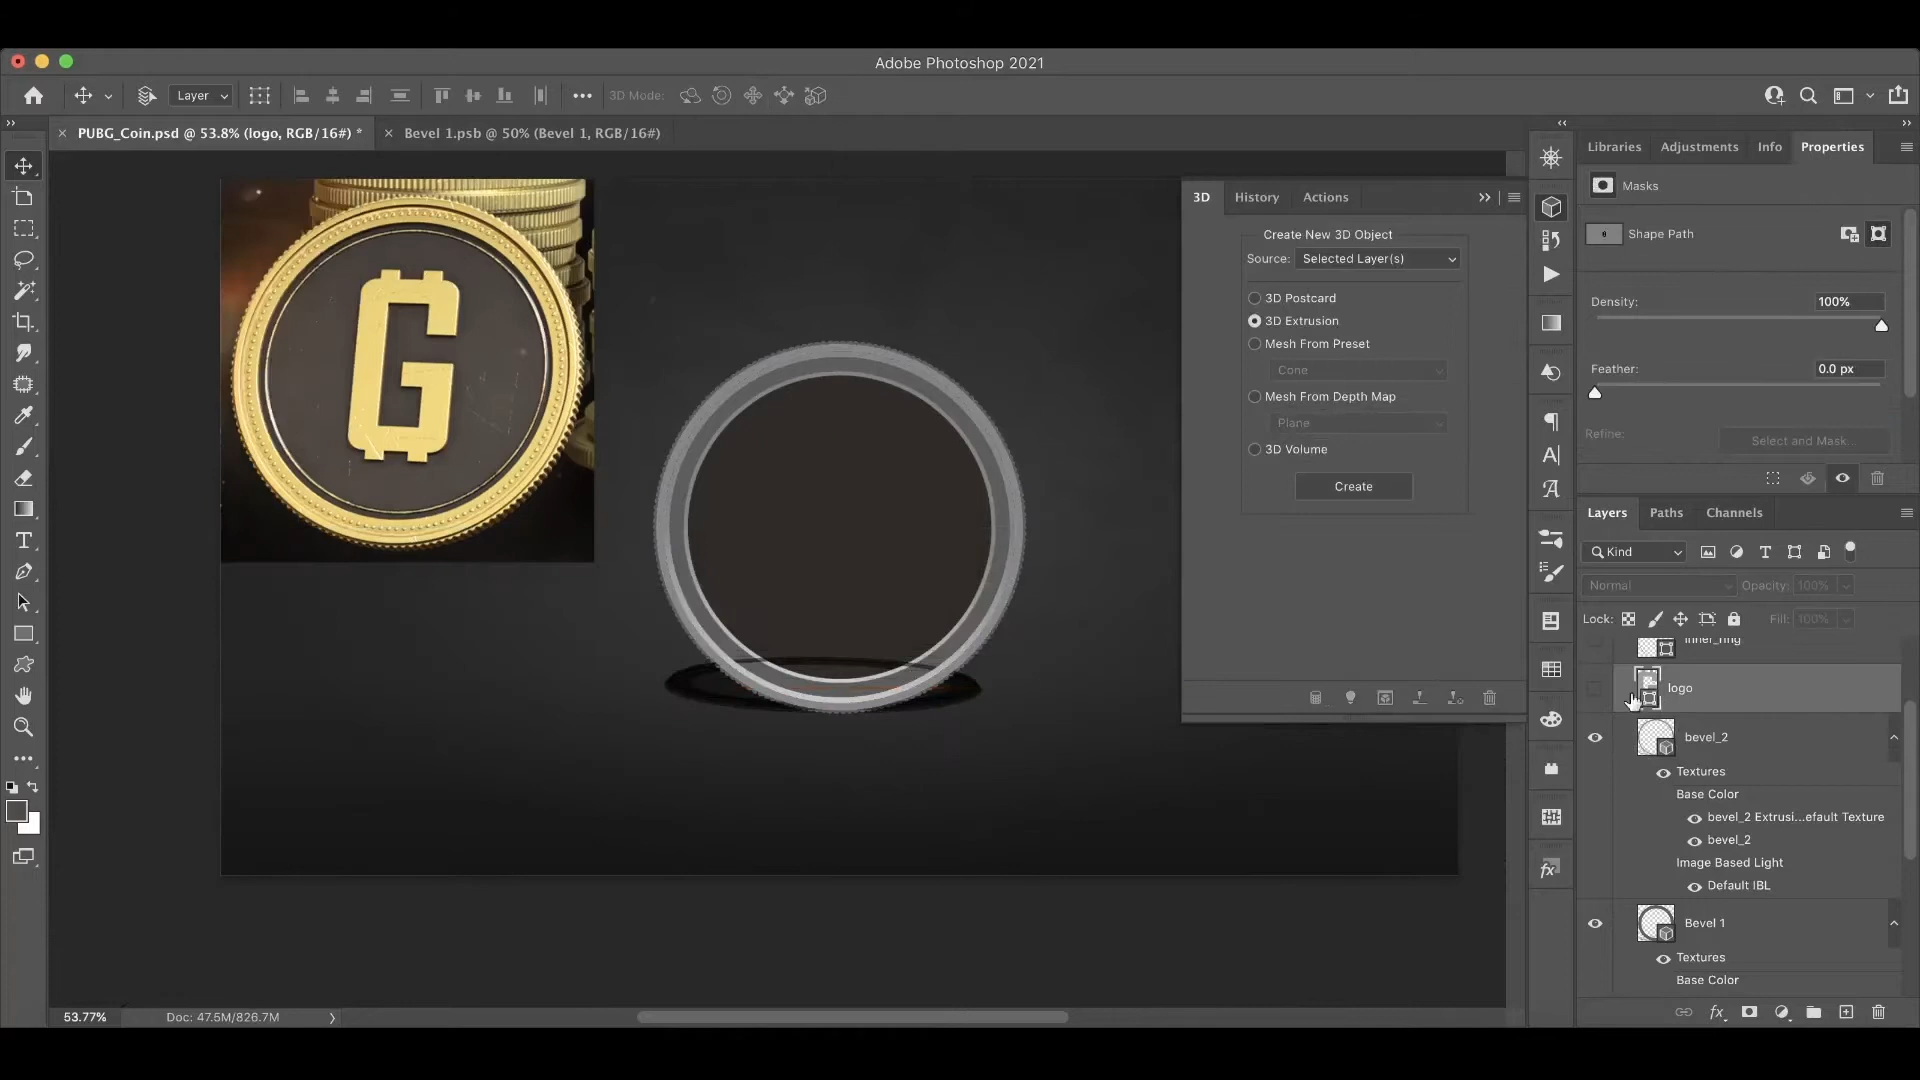 Adobe Photoshop 2021
Layer
3D Mode:
PUBG_Coin.psd @ 53.8% (logo, RGB/16#) *
Bevel 1.psb @ 50% (Bevel 1, RGB/16#)
G
3D
History
Actions
Create New 3D Object
Source:
Selected Layer(s)
3D Postcard
3D Extrusion
Mesh From Preset
Cone
Mesh From Depth Map
Plane
3D Volume
Create
Libraries
Adjustments
Info
Properties
Masks
Shape Path
Density:
100%
Feather:
0.0 px
Refine:
Select and Mask...
Layers
Paths
Channels
Kind
Normal
Opacity:
100%
Lock:
Fill:
100%
inner_ring
logo
bevel_2
Textures
Base Color
bevel_2 Extrusi...efault Texture
bevel_2
Image Based Light
Default IBL
Bevel 1
Textures
Base Color
53.77%
Doc: 47.5M/826.7M